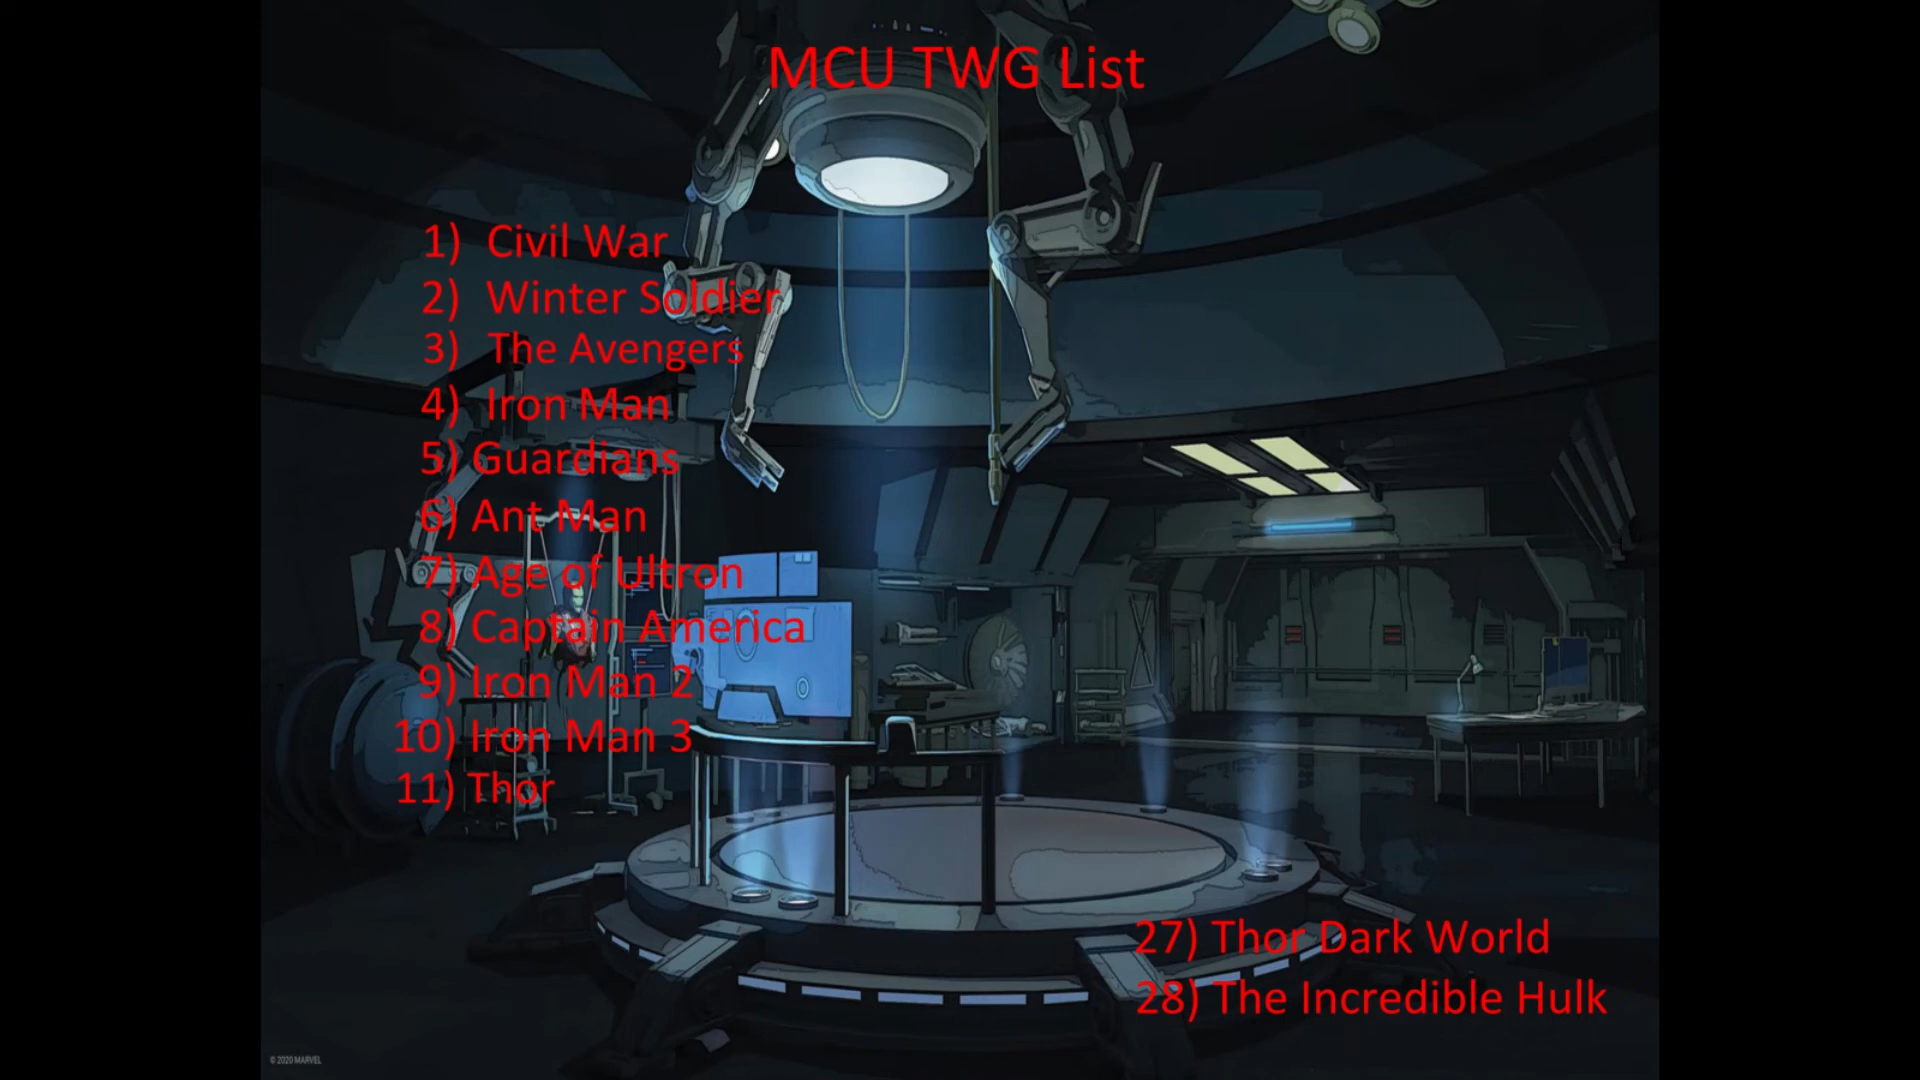 MCU TWG List
1) Civil War
2) Winter Soldier
3) The Avengers
4) Iron Man
5) Guardians
6) Ant Man
7) Age of Ultron
8) Captain America
9) Iron Man 2
10) Iron Man 3
11) Thor
27) Thor Dark World
28) The Incredible Hulk
© 2020 MARVEL